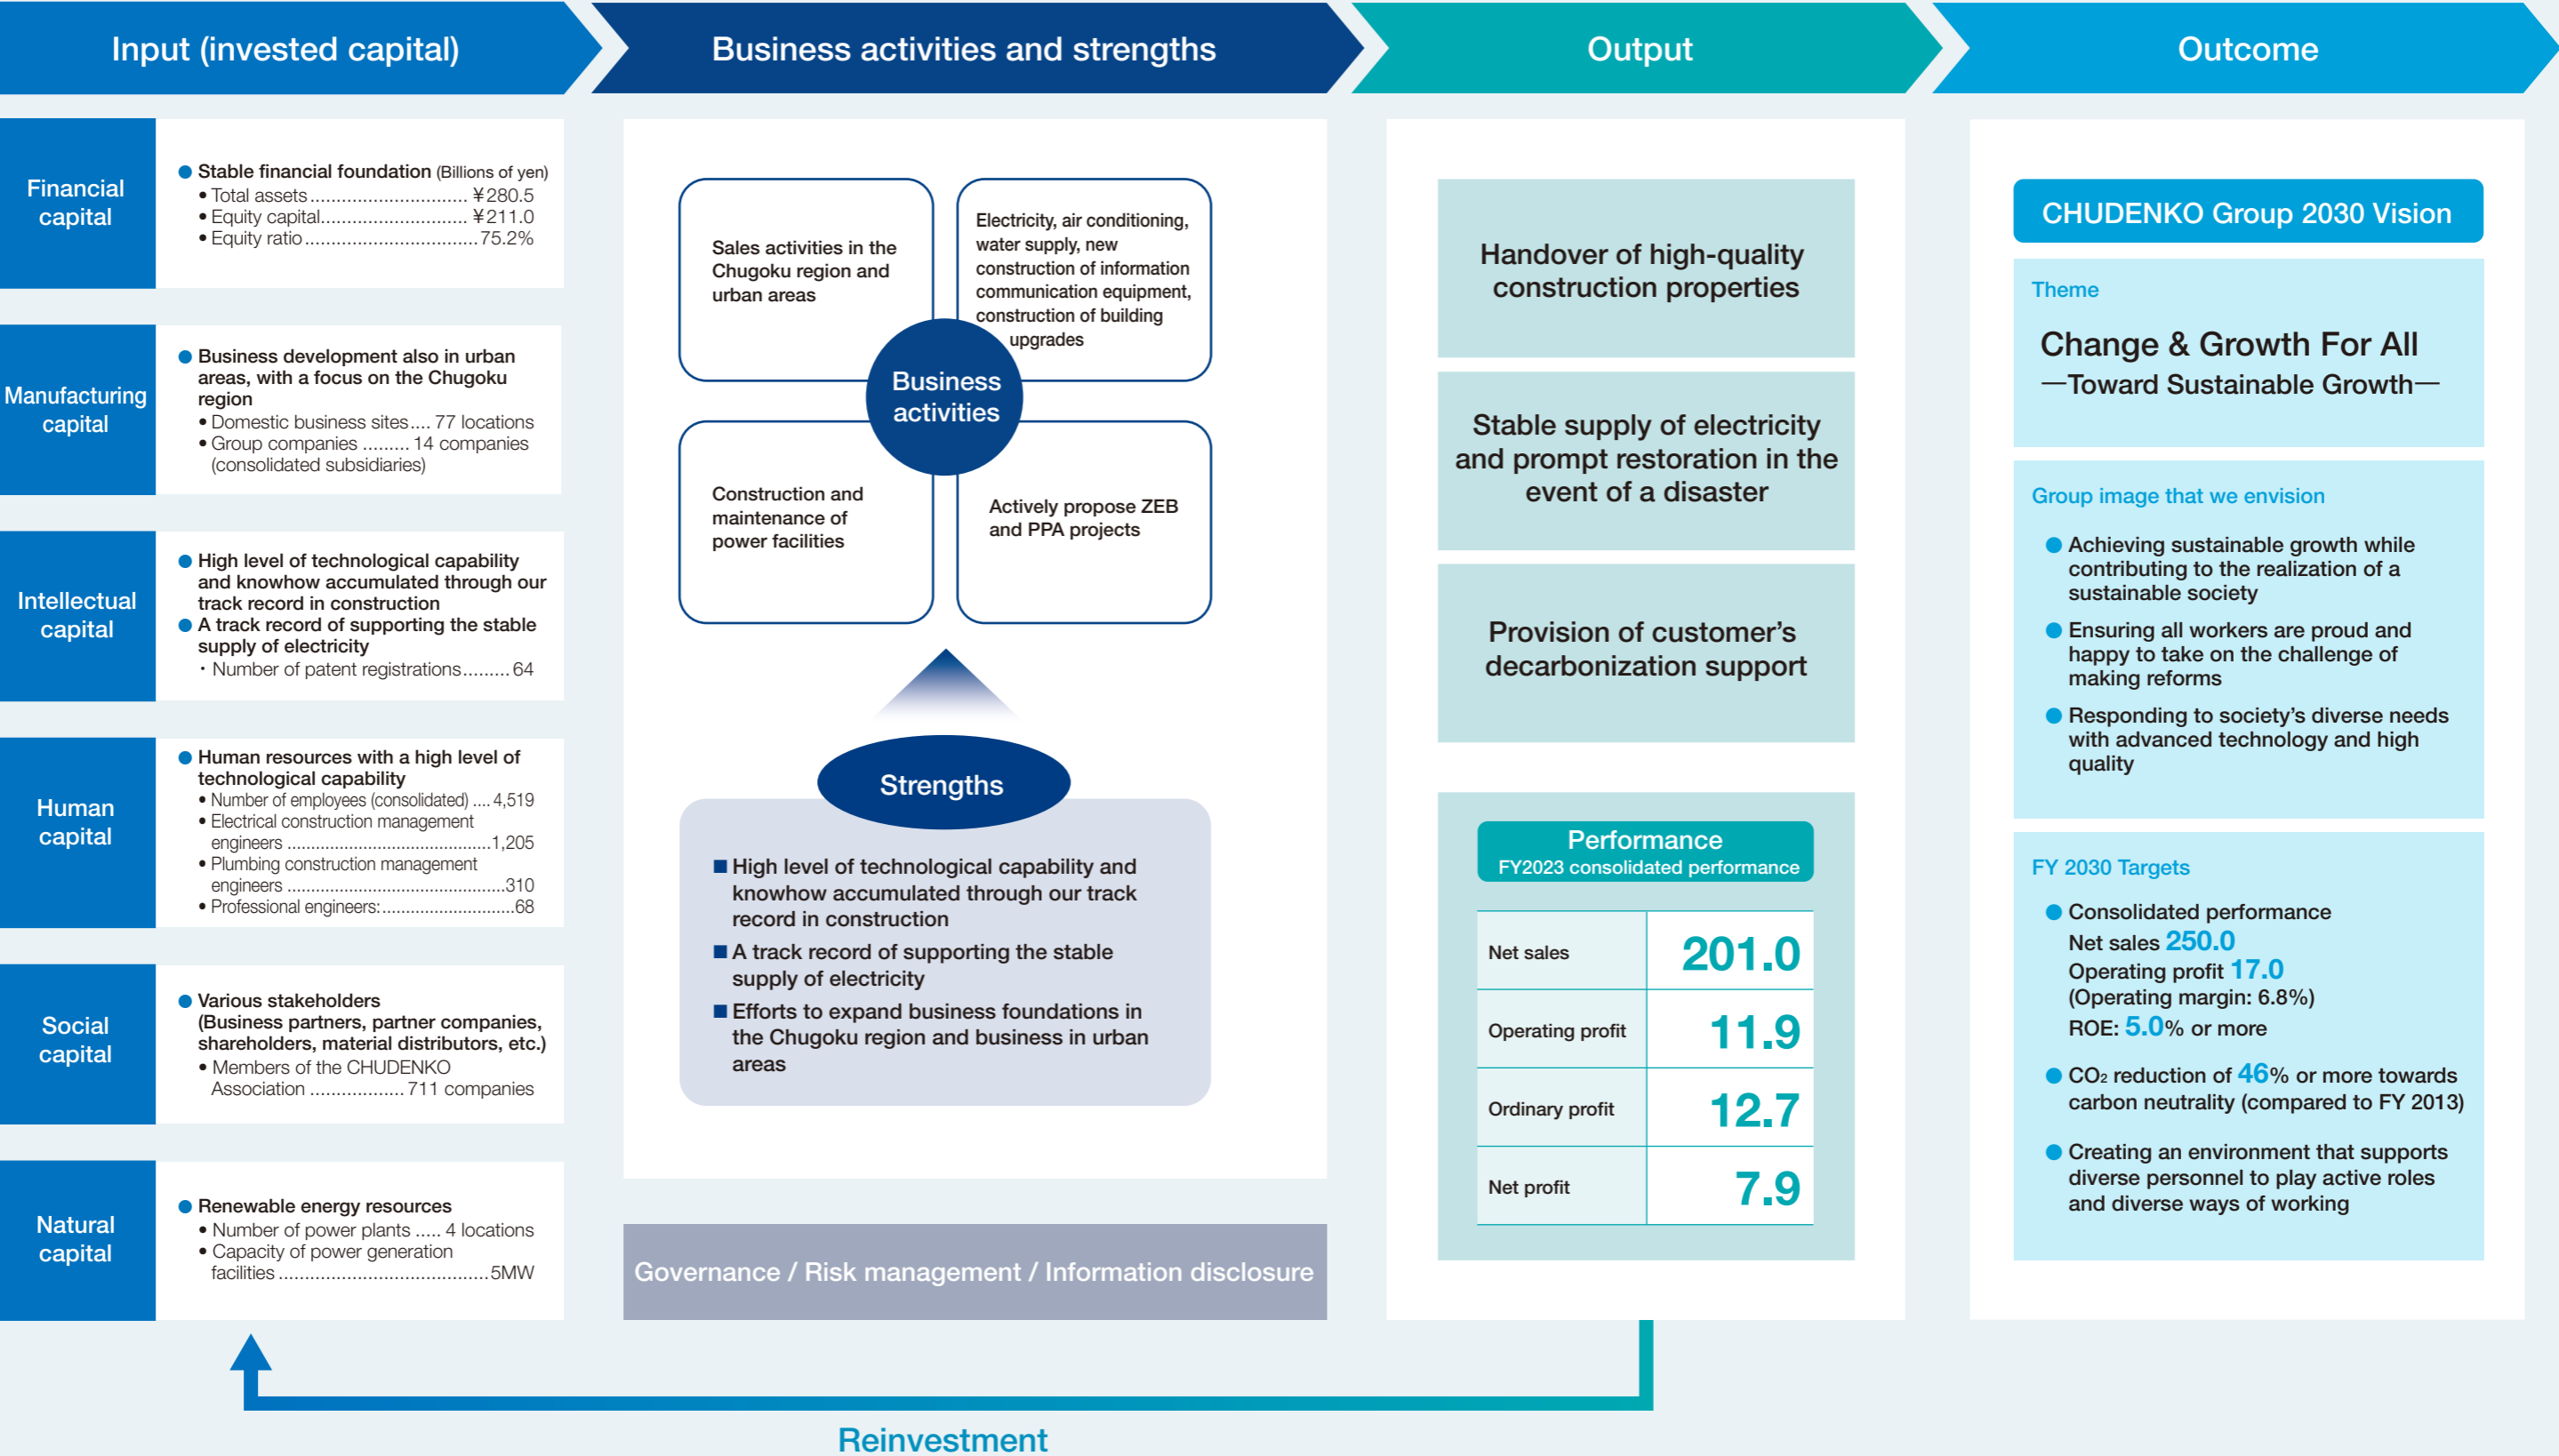 Input (invested capital)
Business activities and strengths
Output
Outcome
Financial
capital
● Stable financial foundation (Billions of yen)
• Total assets .............................. ¥280.5
• Equity capital............................ ¥211.0
• Equity ratio .................................75.2%
Manufacturing
capital
● Business development also in urban
areas, with a focus on the Chugoku
region
• Domestic business sites.... 77 locations
• Group companies ......... 14 companies
(consolidated subsidiaries)
Intellectual
capital
● High level of technological capability
and knowhow accumulated through our
track record in construction
● A track record of supporting the stable
supply of electricity
・ Number of patent registrations......... 64
Human
capital
● Human resources with a high level of
technological capability
• Number of employees (consolidated) .... 4,519
• Electrical construction management
engineers ...........................................1,205
• Plumbing construction management
engineers ..............................................310
• Professional engineers:............................68
Social
capital
● Various stakeholders
(Business partners, partner companies,
shareholders, material distributors, etc.)
• Members of the CHUDENKO
Association .................. 711 companies
Natural
capital
● Renewable energy resources
• Number of power plants ..... 4 locations
• Capacity of power generation
facilities ........................................5MW
Sales activities in the
Chugoku region and
urban areas
Electricity, air conditioning,
water supply, new
construction of information
communication equipment,
construction of building
upgrades
Business
activities
Construction and
maintenance of
power facilities
Actively propose ZEB
and PPA projects
Strengths
■ High level of technological capability and
knowhow accumulated through our track
record in construction
■ A track record of supporting the stable
supply of electricity
■ Efforts to expand business foundations in
the Chugoku region and business in urban
areas
Governance / Risk management / Information disclosure
Handover of high-quality
construction properties
Stable supply of electricity
and prompt restoration in the
event of a disaster
Provision of customer's
decarbonization support
Performance
FY2023 consolidated performance
Net sales 201.0
Operating profit 11.9
Ordinary profit 12.7
Net profit 7.9
CHUDENKO Group 2030 Vision
Theme
Change & Growth For All
—Toward Sustainable Growth—
Group image that we envision
● Achieving sustainable growth while
contributing to the realization of a
sustainable society
● Ensuring all workers are proud and
happy to take on the challenge of
making reforms
● Responding to society's diverse needs
with advanced technology and high
quality
FY 2030 Targets
● Consolidated performance
Net sales 250.0
Operating profit 17.0
(Operating margin: 6.8%)
ROE: 5.0% or more
● CO₂ reduction of 46% or more towards
carbon neutrality (compared to FY 2013)
● Creating an environment that supports
diverse personnel to play active roles
and diverse ways of working
Reinvestment